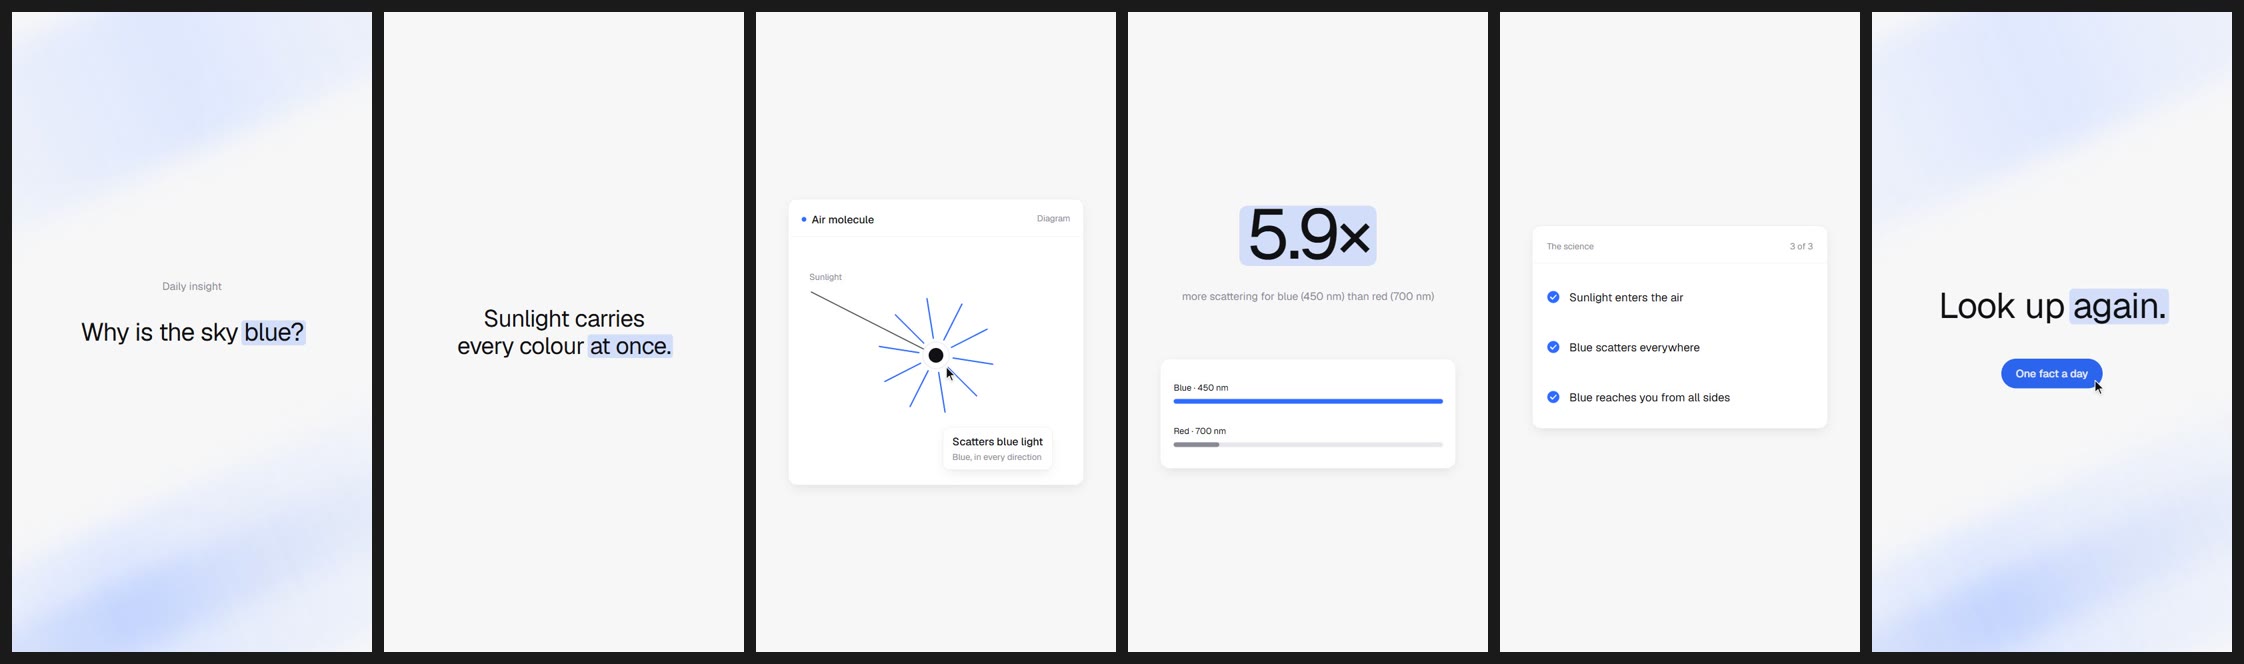 Daily insight
Why is the sky blue?
Sunlight carries
every colour at once.
Air molecule
Diagram
Sunlight
Scatters blue light
Blue, in every direction
5.9×
more scattering for blue (450 nm) than red (700 nm)
Blue · 450 nm
Red · 700 nm
The science
3 of 3
Sunlight enters the air
Blue scatters everywhere
Blue reaches you from all sides
Look up again.
One fact a day